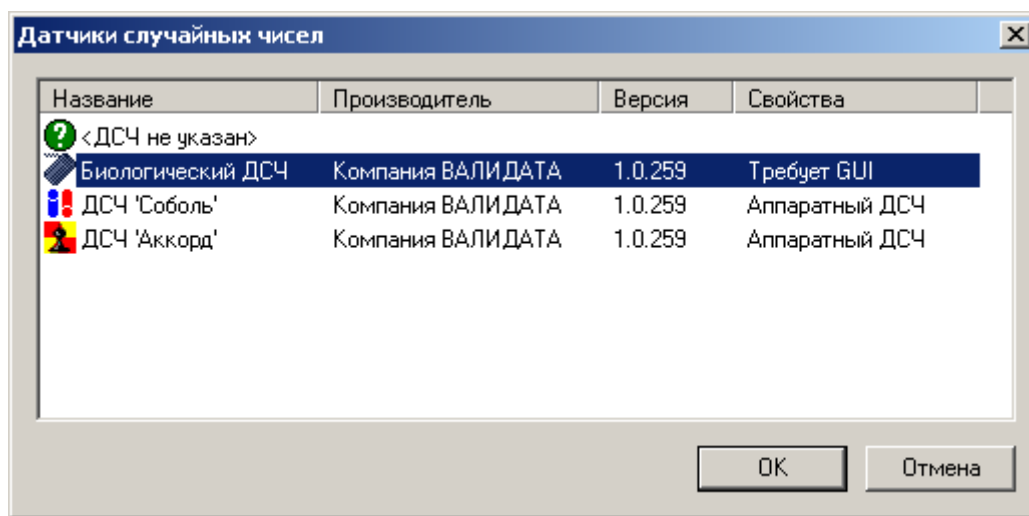 Датчики случайных чисел
Название Производитель Версия Свойства
<ДСЧ не указан>
Биологический ДСЧ Компания ВАЛИДАТА 1.0.259 Требует GUI
ДСЧ 'Соболь' Компания ВАЛИДАТА 1.0.259 Аппаратный ДСЧ
ДСЧ 'Аккорд' Компания ВАЛИДАТА 1.0.259 Аппаратный ДСЧ
OK Отмена